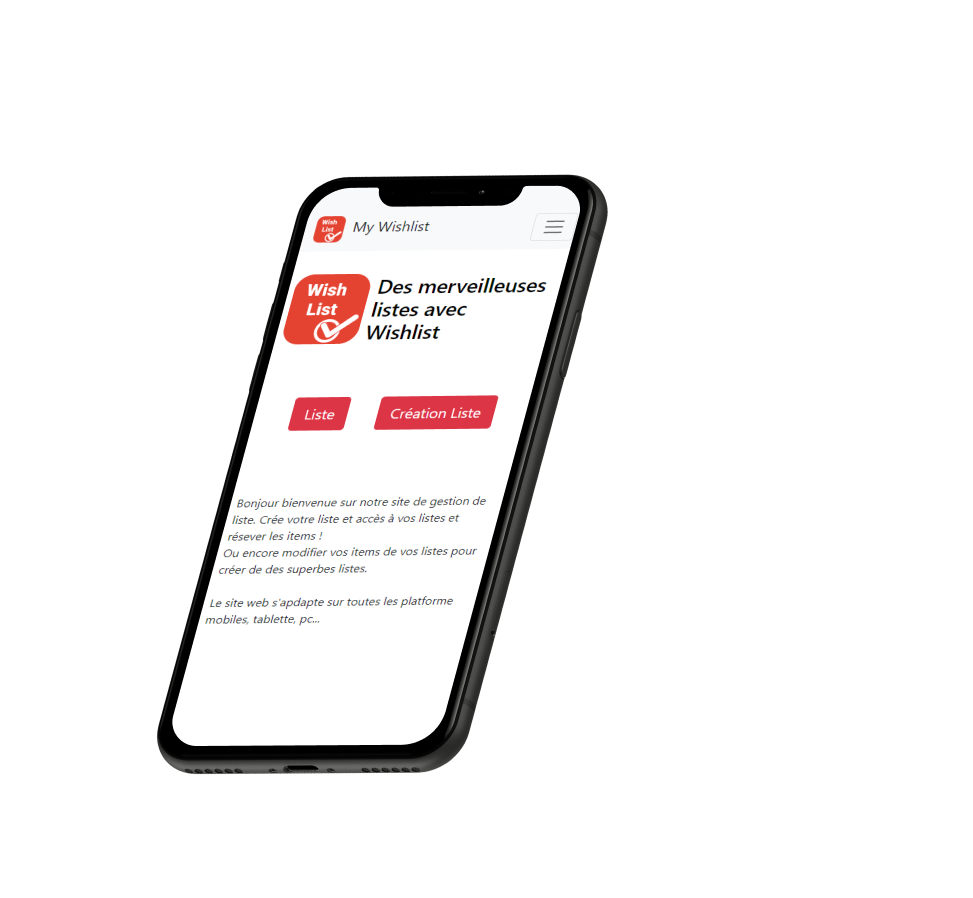 Wish
List
My Wishlist
Wish
List
Des merveilleuses
listes avec
Wishlist
Liste
Création Liste
Bonjour bienvenue sur notre site de gestion de
liste. Crée votre liste et accès à vos listes et
résever les items !
Ou encore modifier vos items de vos listes pour
créer de des superbes listes.
Le site web s'apdapte sur toutes les platforme
mobiles, tablette, pc...